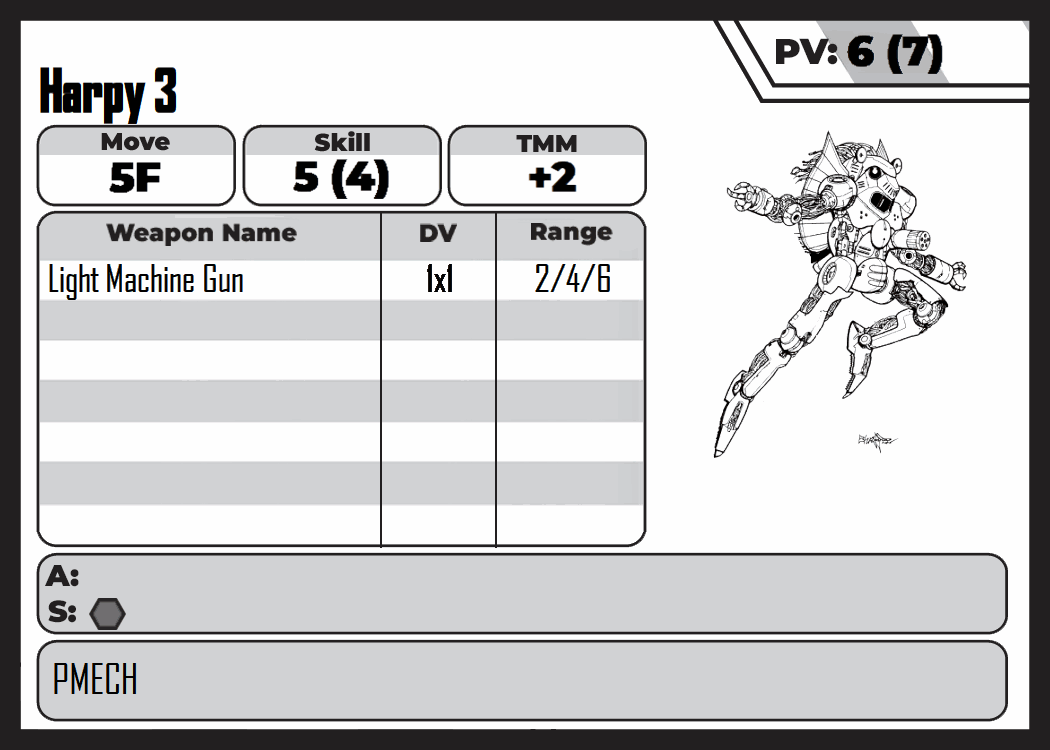 PV: 6 (7)
Harpy 3
Move Skill TMM
5F 5 (4) +2
Weapon Name DV Range
Light Machine Gun 1x1 2/4/6
A:
S:
PMECH